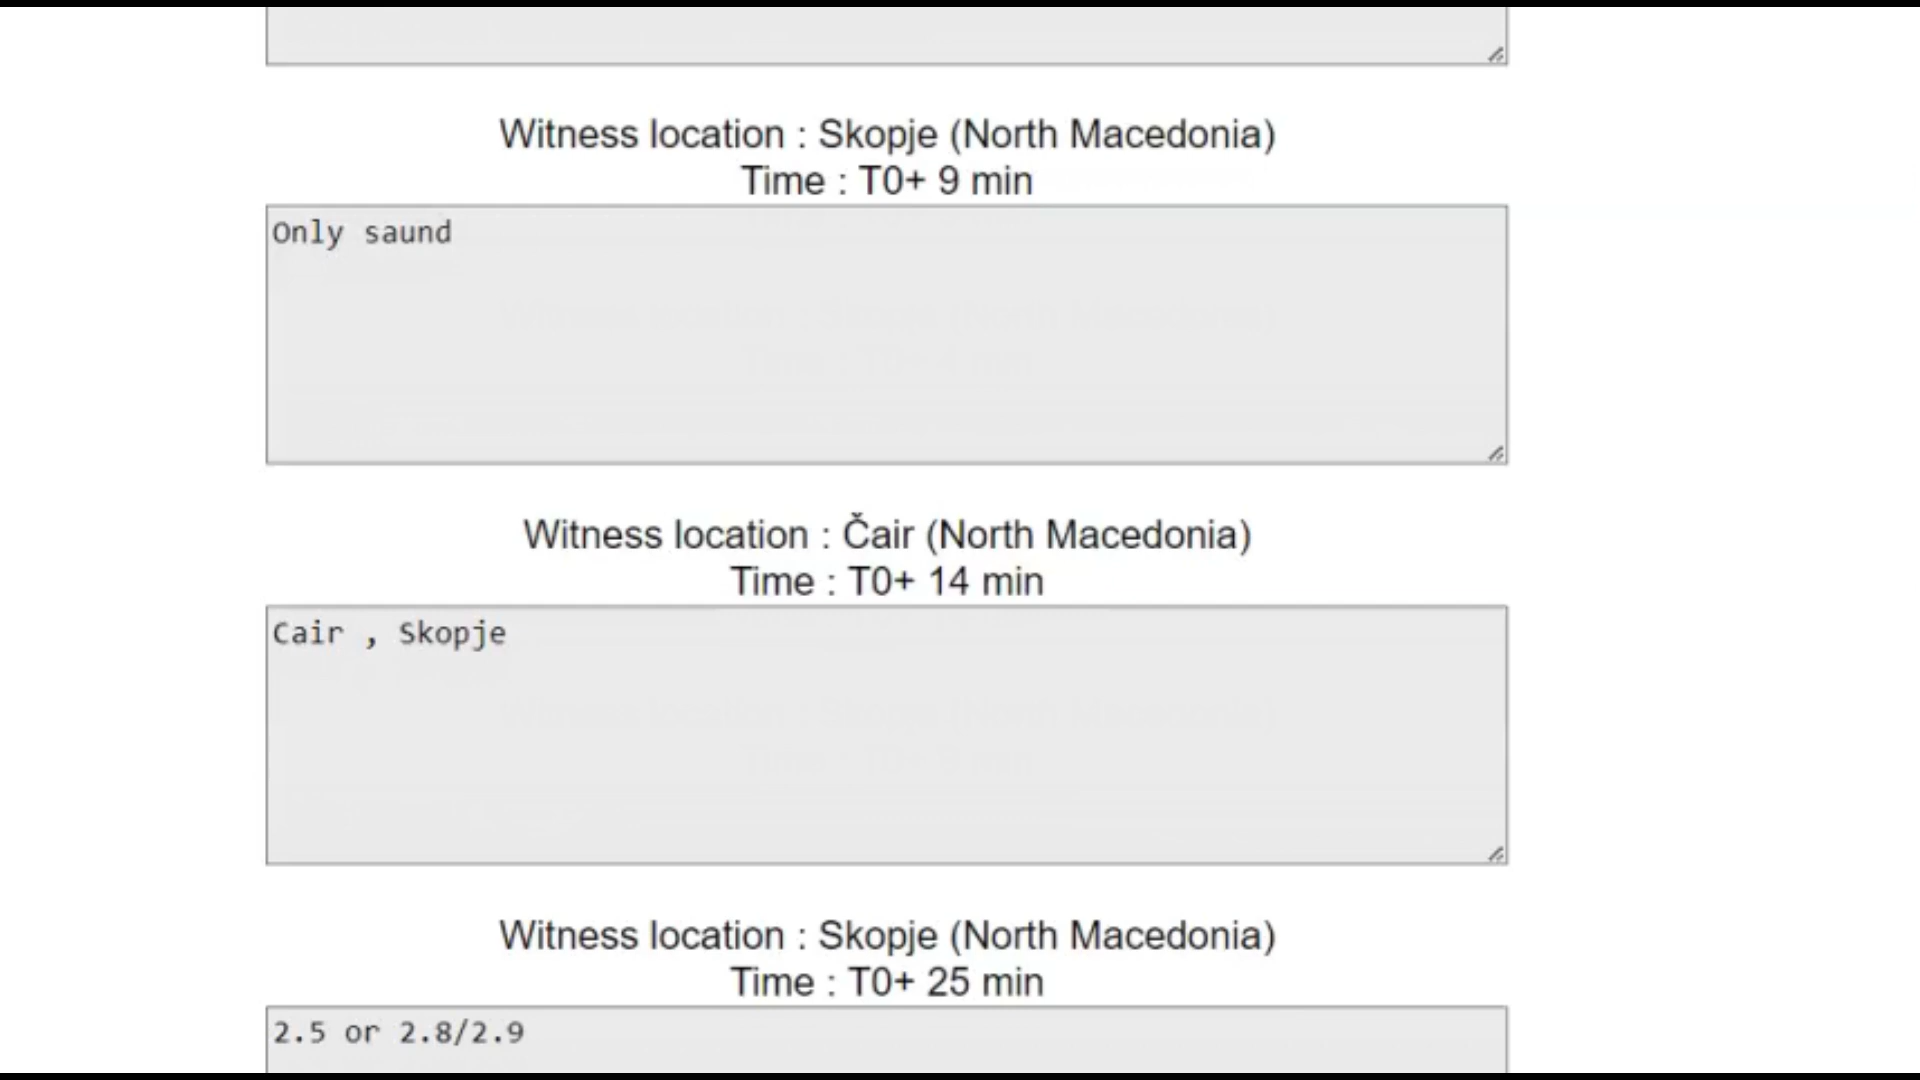 Witness location : Skopje (North Macedonia)
Time : T0+ 9 min
Only saund
Witness location : Čair (North Macedonia)
Time : T0+ 14 min
Cair , Skopje
Witness location : Skopje (North Macedonia)
Time : T0+ 25 min
2.5 or 2.8/2.9